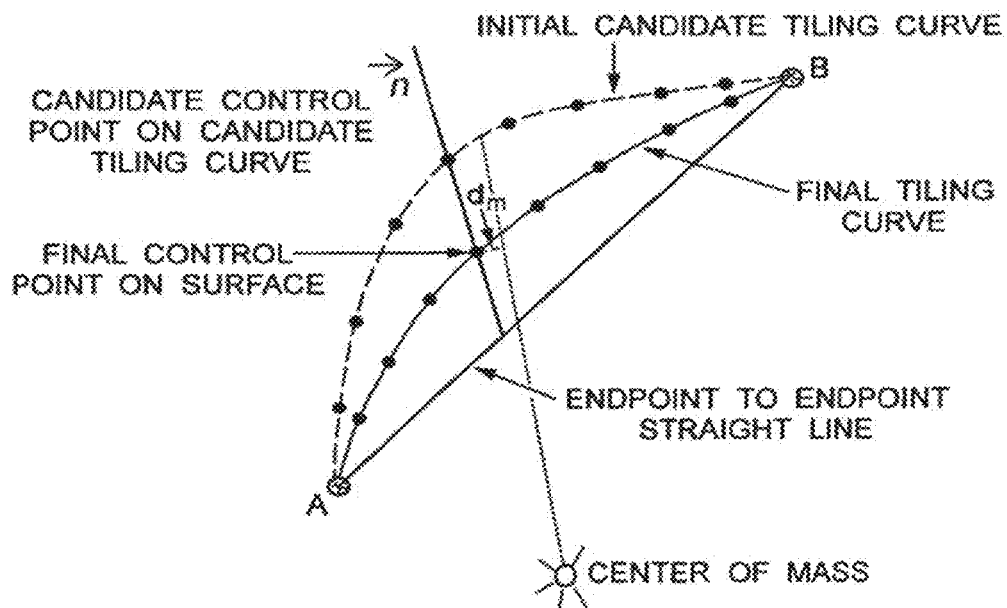 INITIAL CANDIDATE TILING CURVE
B
n
CANDIDATE CONTROL
POINT ON CANDIDATE
TILING CURVE
dm
FINAL TILING
CURVE
FINAL CONTROL
POINT ON SURFACE
ENDPOINT TO ENDPOINT
STRAIGHT LINE
A
CENTER OF MASS